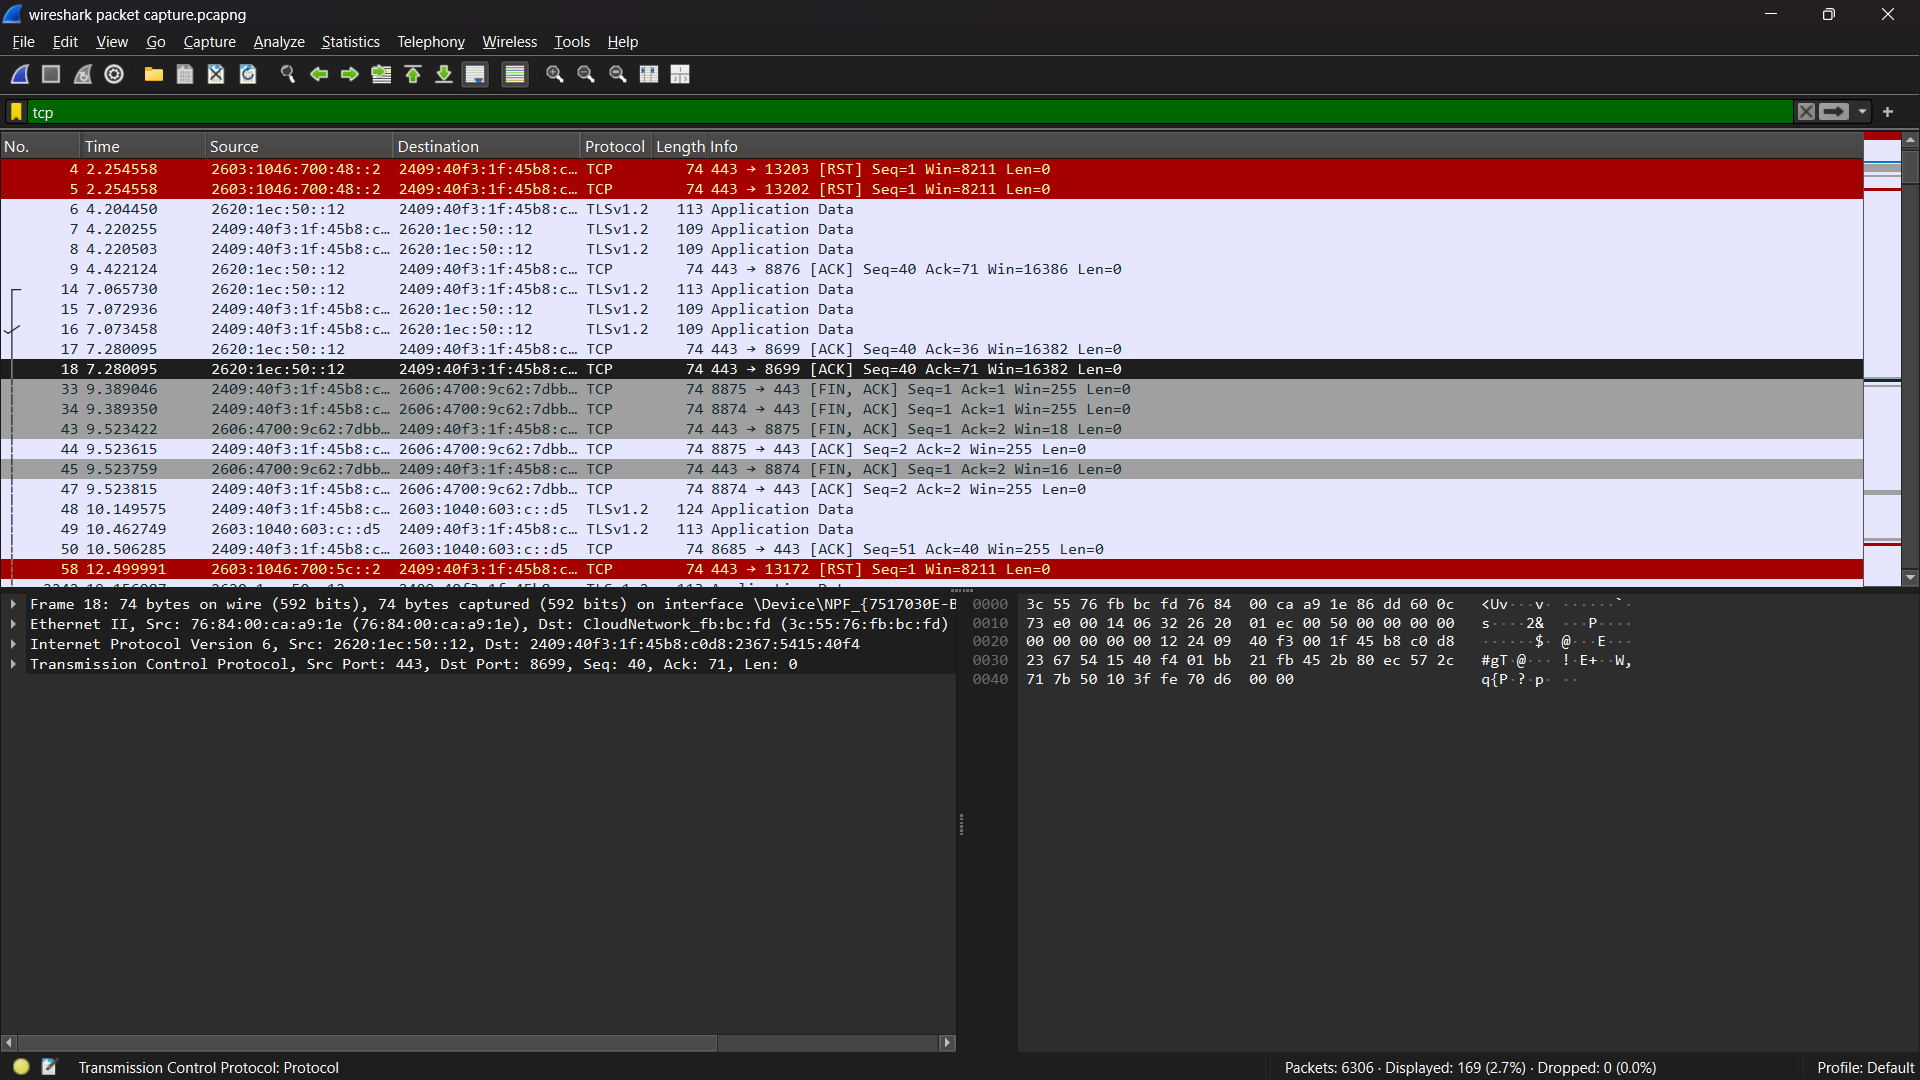 wireshark packet capture.pcapng
File Edit View Go Capture Analyze Statistics Telephony Wireless Tools Help
tcp
No. Time Source Destination Protocol Length Info
4 2.254558 2603:1046:700:48::2 2409:40f3:1f:45b8:c… TCP 74 443 → 13203 [RST] Seq=1 Win=8211 Len=0
5 2.254558 2603:1046:700:48::2 2409:40f3:1f:45b8:c… TCP 74 443 → 13202 [RST] Seq=1 Win=8211 Len=0
6 4.204450 2620:1ec:50::12 2409:40f3:1f:45b8:c… TLSv1.2 113 Application Data
7 4.220255 2409:40f3:1f:45b8:c… 2620:1ec:50::12 TLSv1.2 109 Application Data
8 4.220503 2409:40f3:1f:45b8:c… 2620:1ec:50::12 TLSv1.2 109 Application Data
9 4.422124 2620:1ec:50::12 2409:40f3:1f:45b8:c… TCP 74 443 → 8876 [ACK] Seq=40 Ack=71 Win=16386 Len=0
14 7.065730 2620:1ec:50::12 2409:40f3:1f:45b8:c… TLSv1.2 113 Application Data
15 7.072936 2409:40f3:1f:45b8:c… 2620:1ec:50::12 TLSv1.2 109 Application Data
16 7.073458 2409:40f3:1f:45b8:c… 2620:1ec:50::12 TLSv1.2 109 Application Data
17 7.280095 2620:1ec:50::12 2409:40f3:1f:45b8:c… TCP 74 443 → 8699 [ACK] Seq=40 Ack=36 Win=16382 Len=0
18 7.280095 2620:1ec:50::12 2409:40f3:1f:45b8:c… TCP 74 443 → 8699 [ACK] Seq=40 Ack=71 Win=16382 Len=0
33 9.389046 2409:40f3:1f:45b8:c… 2606:4700:9c62:7dbb… TCP 74 8875 → 443 [FIN, ACK] Seq=1 Ack=1 Win=255 Len=0
34 9.389350 2409:40f3:1f:45b8:c… 2606:4700:9c62:7dbb… TCP 74 8874 → 443 [FIN, ACK] Seq=1 Ack=1 Win=255 Len=0
43 9.523422 2606:4700:9c62:7dbb… 2409:40f3:1f:45b8:c… TCP 74 443 → 8875 [FIN, ACK] Seq=1 Ack=2 Win=18 Len=0
44 9.523615 2409:40f3:1f:45b8:c… 2606:4700:9c62:7dbb… TCP 74 8875 → 443 [ACK] Seq=2 Ack=2 Win=255 Len=0
45 9.523759 2606:4700:9c62:7dbb… 2409:40f3:1f:45b8:c… TCP 74 443 → 8874 [FIN, ACK] Seq=1 Ack=2 Win=16 Len=0
47 9.523815 2409:40f3:1f:45b8:c… 2606:4700:9c62:7dbb… TCP 74 8874 → 443 [ACK] Seq=2 Ack=2 Win=255 Len=0
48 10.149575 2409:40f3:1f:45b8:c… 2603:1040:603:c::d5 TLSv1.2 124 Application Data
49 10.462749 2603:1040:603:c::d5 2409:40f3:1f:45b8:c… TLSv1.2 113 Application Data
50 10.506285 2409:40f3:1f:45b8:c… 2603:1040:603:c::d5 TCP 74 8685 → 443 [ACK] Seq=51 Ack=40 Win=255 Len=0
58 12.499991 2603:1046:700:5c::2 2409:40f3:1f:45b8:c… TCP 74 443 → 13172 [RST] Seq=1 Win=8211 Len=0
Frame 18: 74 bytes on wire (592 bits), 74 bytes captured (592 bits) on interface \Device\NPF_{7517030E-
Ethernet II, Src: 76:84:00:ca:a9:1e (76:84:00:ca:a9:1e), Dst: CloudNetwork_fb:bc:fd (3c:55:76:fb:bc:fd)
Internet Protocol Version 6, Src: 2620:1ec:50::12, Dst: 2409:40f3:1f:45b8:c0d8:2367:5415:40f4
Transmission Control Protocol, Src Port: 443, Dst Port: 8699, Seq: 40, Ack: 71, Len: 0
0000 3c 55 76 fb bc fd 76 84 00 ca a9 1e 86 dd 60 0c <Uv···v· ······`·
0010 73 e0 00 14 06 32 26 20 01 ec 00 50 00 00 00 00 s····2& ···P····
0020 00 00 00 00 00 12 24 09 40 f3 00 1f 45 b8 c0 d8 ······$· @···E···
0030 23 67 54 15 40 f4 01 bb 21 fb 45 2b 80 ec 57 2c #gT·@··· !·E+··W,
0040 71 7b 50 10 3f fe 70 d6 00 00 q{P·?·p· ··
Transmission Control Protocol: Protocol
Packets: 6306 · Displayed: 169 (2.7%) · Dropped: 0 (0.0%)
Profile: Default